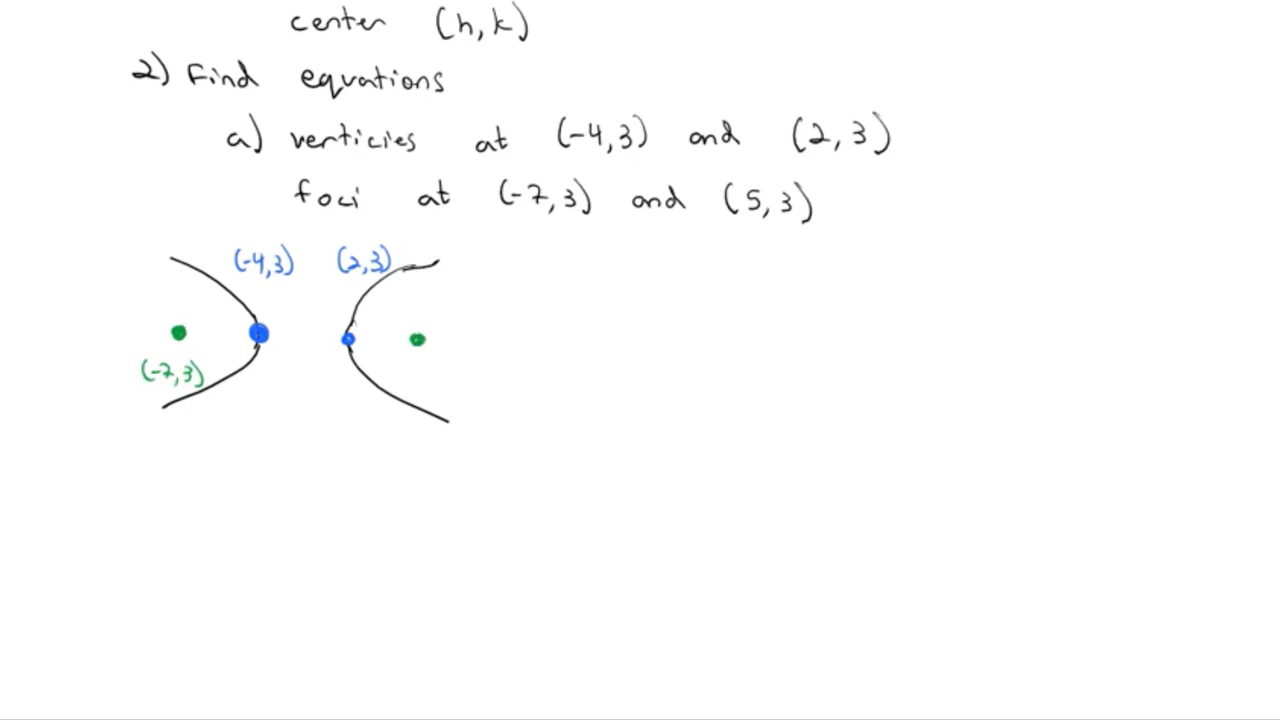 center (h,k)
2) Find equations
a) verticies at (-4,3) and (2,3)
foci at (-7,3) and (5,3)
(-4,3) (2,3)
(-7,3)